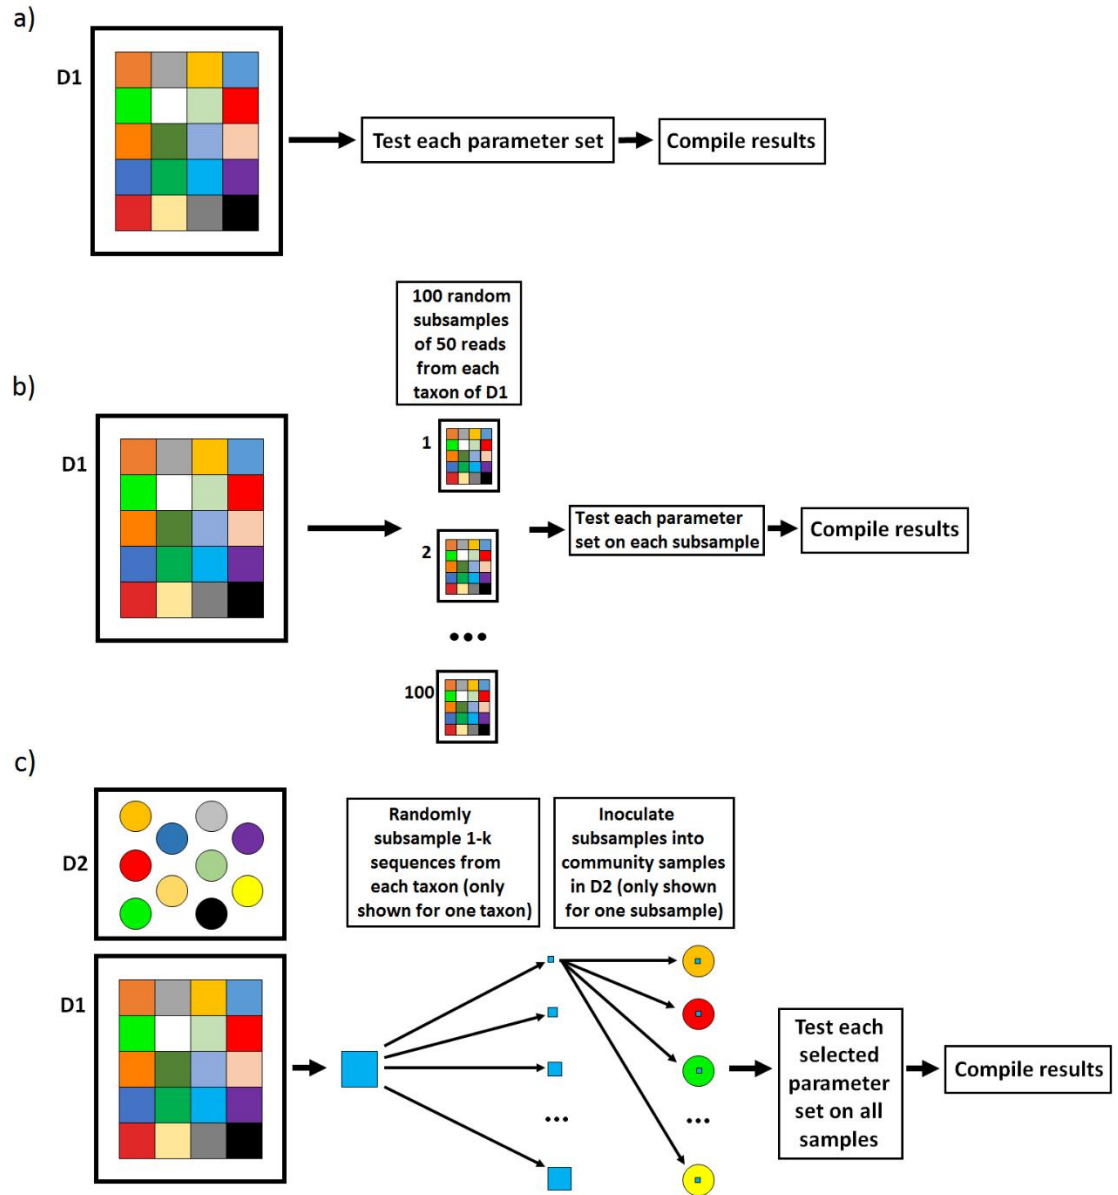 a)
D1
Test each parameter set
Compile results
b)
D1
100 random
subsamples
of 50 reads
from each
taxon of D1
1
2
...
100
Test each parameter
set on each subsample
Compile results
c)
D2
D1
Randomly
subsample 1-k
sequences from
each taxon (only
shown for one taxon)
Inoculate
subsamples into
community samples
in D2 (only shown
for one subsample)
...
...
Test each
selected
parameter
set on all
samples
Compile results